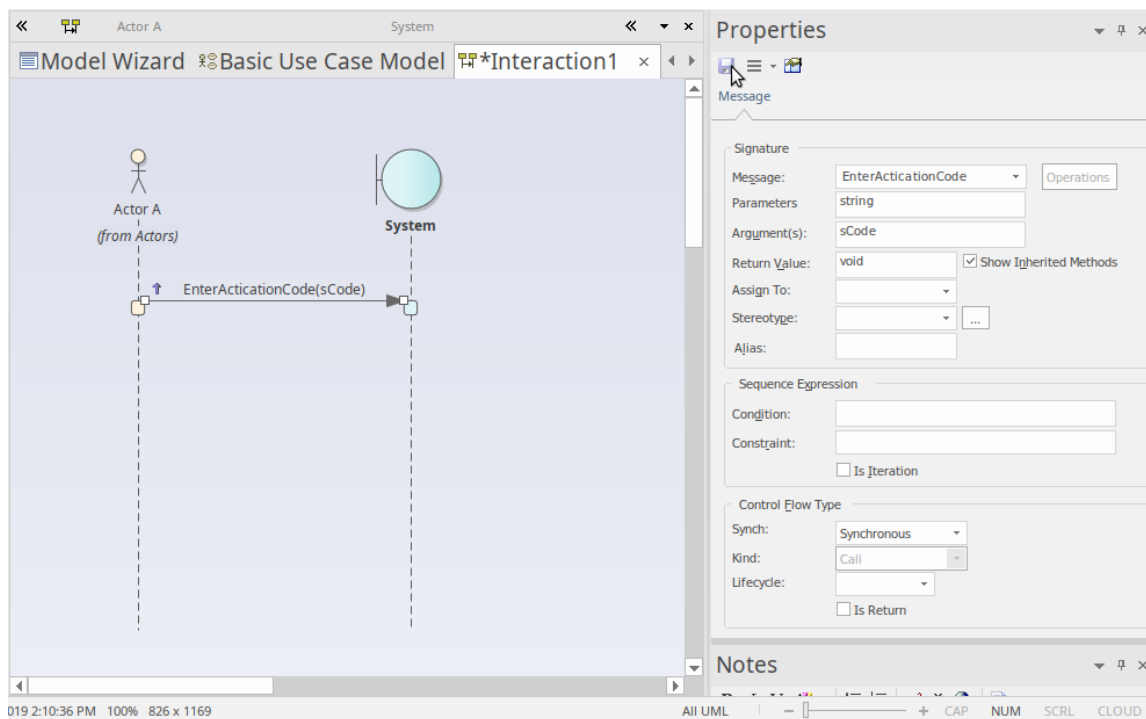 Actor A
System
Properties
Model Wizard
Basic Use Case Model
*Interaction1
Message
Actor A
(from Actors)
System
EnterActicationCode(sCode)
Signature
Message:
EnterActicationCode
Operations
Parameters
string
Argument(s):
sCode
Return Value:
void
Show Inherited Methods
Assign To:
Stereotype:
...
Alias:
Sequence Expression
Condition:
Constraint:
Is Iteration
Control Flow Type
Synch:
Synchronous
Kind:
Call
Lifecycle:
Is Return
Notes
019 2:10:36 PM 100% 826 x 1169
All UML
CAP NUM SCRL CLOUD